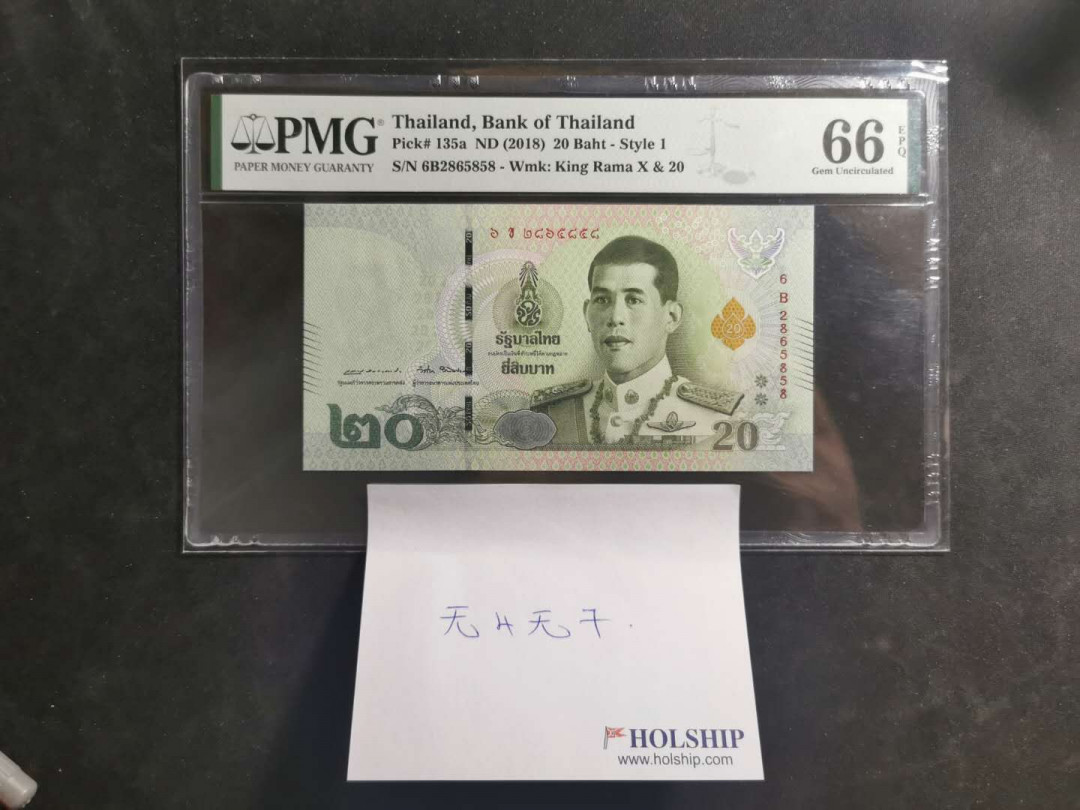 PMG
PAPER MONEY GUARANTY
Thailand, Bank of Thailand
Pick# 135a ND (2018) 20 Baht - Style 1
S/N 6B2865858 - Wmk: King Rama X & 20
66
EPQ
Gem Uncirculated
๖ ข ๒๘๖๕๘๕๘
6B2865858
20
รัฐบาลไทย
ยี่สิบบาท
๒๐
20
无4无7.
HOLSHIP
www.holship.com